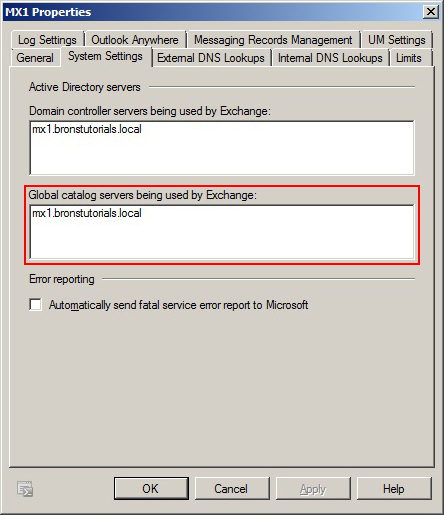 MX1 Properties
Log Settings Outlook Anywhere Messaging Records Management UM Settings
General System Settings External DNS Lookups Internal DNS Lookups Limits
Active Directory servers
Domain controller servers being used by Exchange:
mx1.bronstutorials.local
Global catalog servers being used by Exchange:
mx1.bronstutorials.local
Error reporting
Automatically send fatal service error report to Microsoft
OK Cancel Apply Help